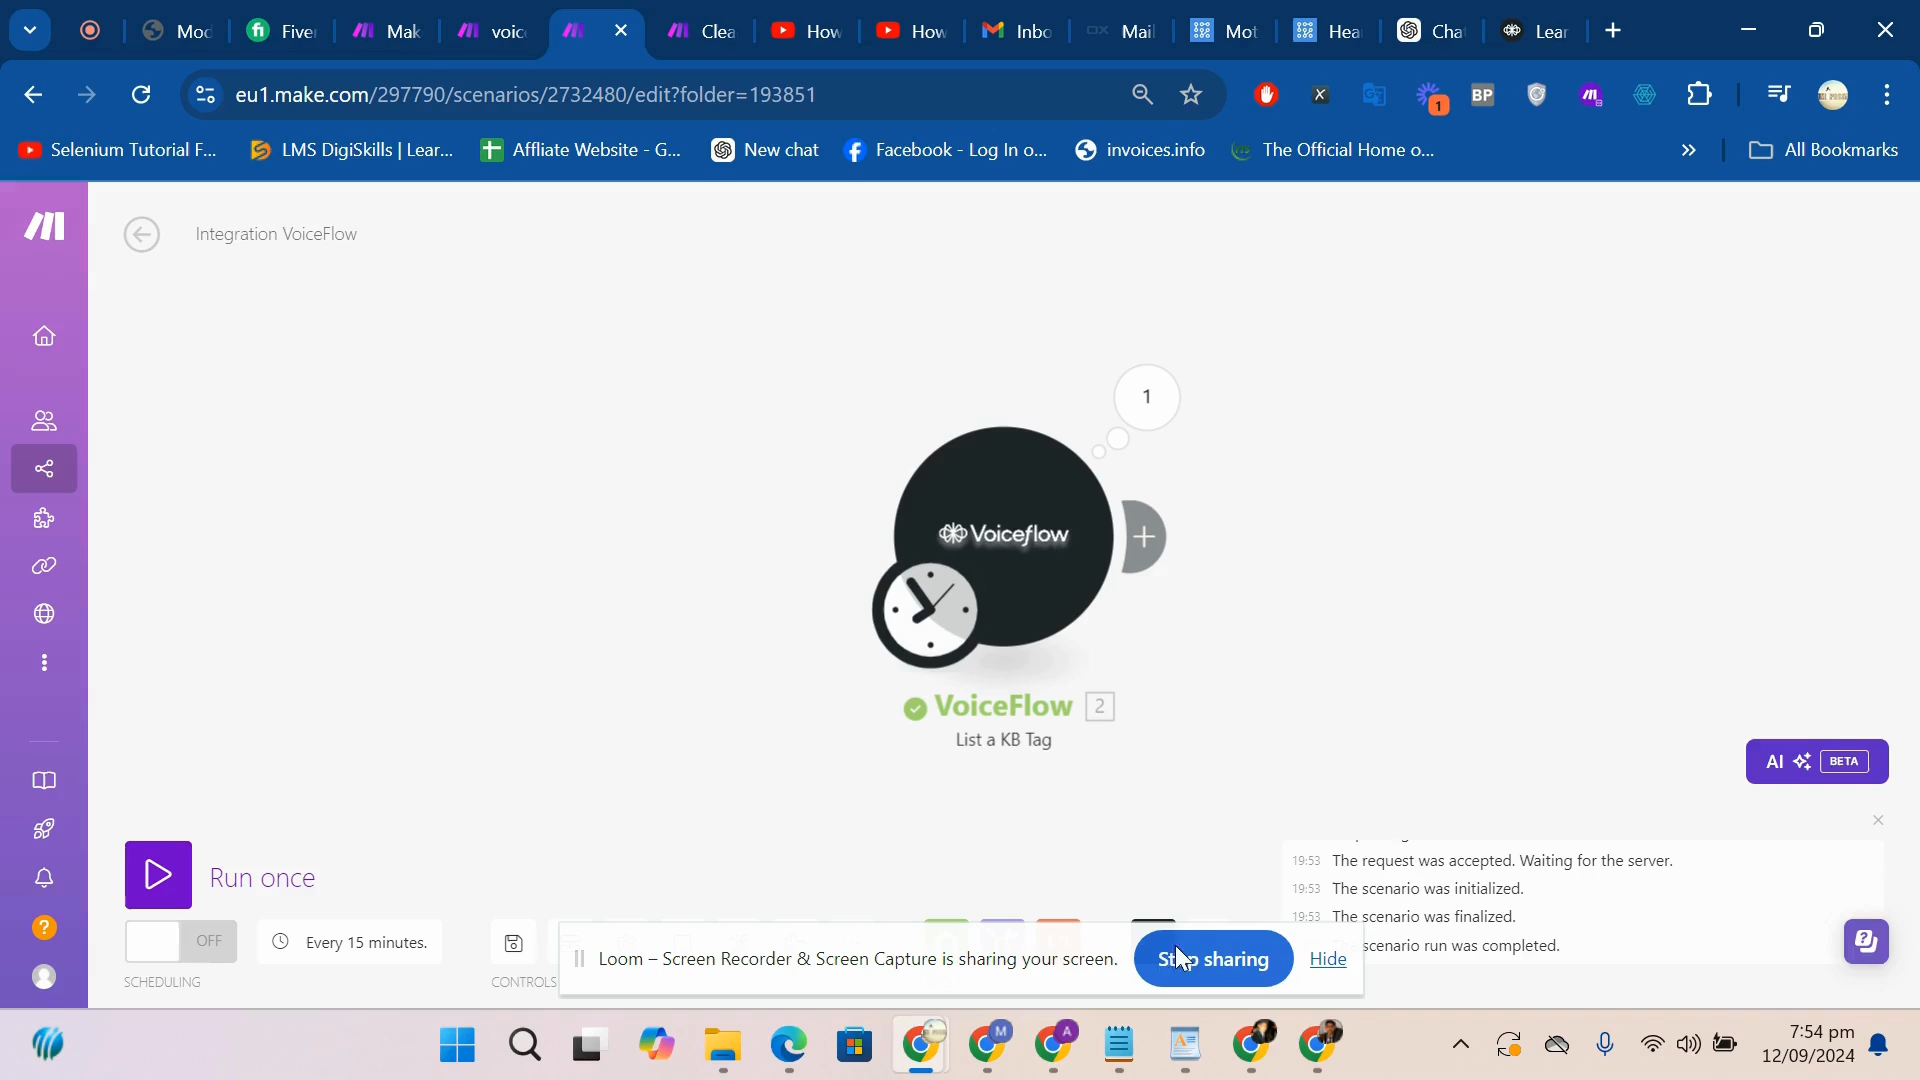 Mod
Fiver
Mak
voic
Clea
How
How
Inbo
Mail
Mot
Hea
Cha
Lear
eu1.make.com/297790/scenarios/2732480/edit?folder=193851
X
1
BP
Selenium Tutorial F...
LMS DigiSkills | Lear...
Affliate Website - G...
New chat
Facebook - Log In o...
invoices.info
The Official Home o...
All Bookmarks
Integration VoiceFlow
1
Voiceflow
VoiceFlow 2
List a KB Tag
AI BETA
Run once
19:53 The request was accepted. Waiting for the server.
19:53 The scenario was initialized.
19:53 The scenario was finalized.
scenario run was completed.
OFF
Every 15 minutes.
SCHEDULING
CONTROLS
Loom – Screen Recorder & Screen Capture is sharing your screen.
Stop sharing
Hide
M
A
7:54 pm
12/09/2024